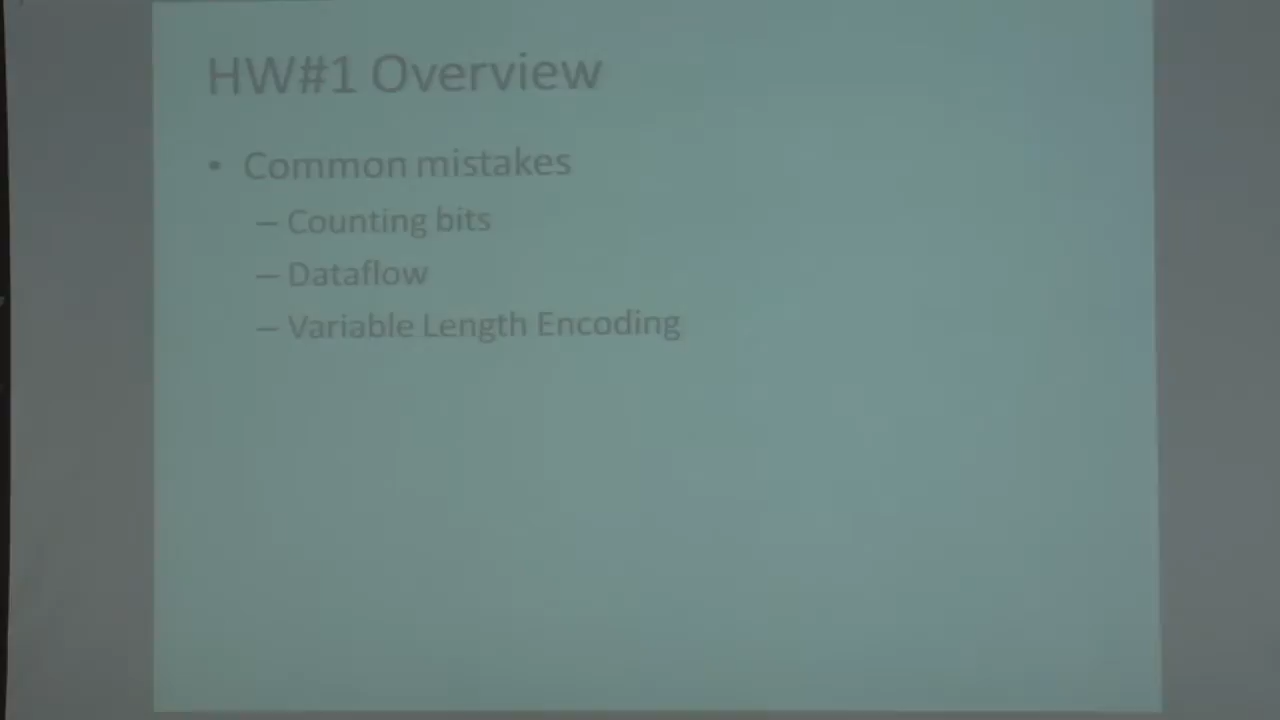 HW#1 Overview
• Common mistakes
– Counting bits
– Dataflow
– Variable Length Encoding